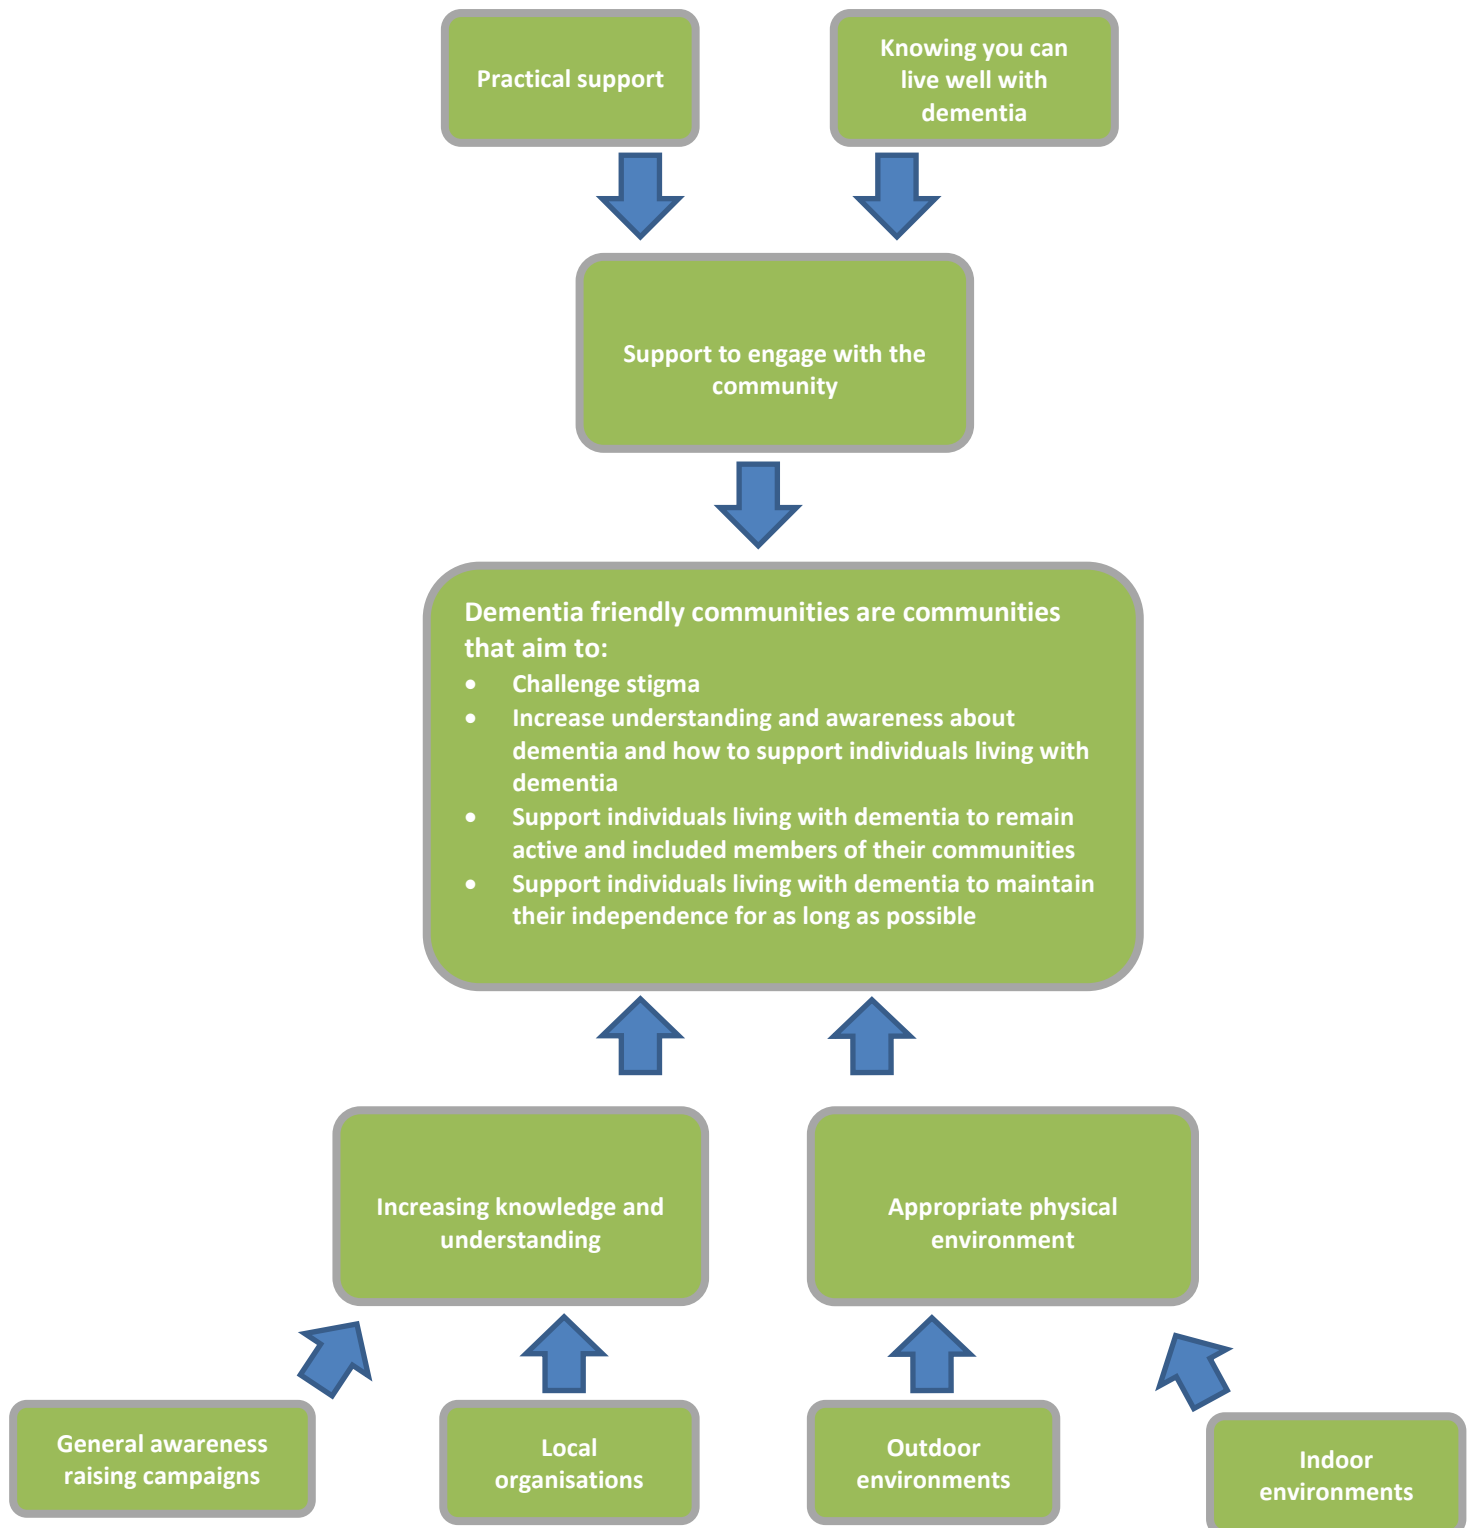 Practical support
Knowing you can
live well with
dementia
Support to engage with the
community
Dementia friendly communities are communities
that aim to:
• Challenge stigma
• Increase understanding and awareness about
dementia and how to support individuals living with
dementia
• Support individuals living with dementia to remain
active and included members of their communities
• Support individuals living with dementia to maintain
their independence for as long as possible
Increasing knowledge and
understanding
Appropriate physical
environment
General awareness
raising campaigns
Local
organisations
Outdoor
environments
Indoor
environments